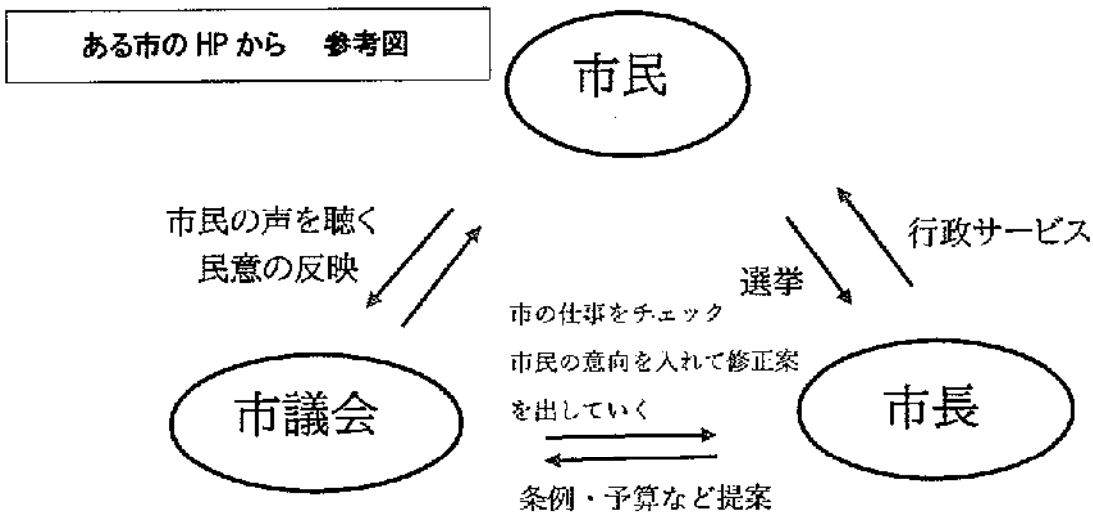 ある市の HP から　参考図
市民
市民の声を聴く
民意の反映
行政サービス
選挙
市の仕事をチェック
市民の意向を入れて修正案
を出していく
市議会
市長
条例・予算など提案